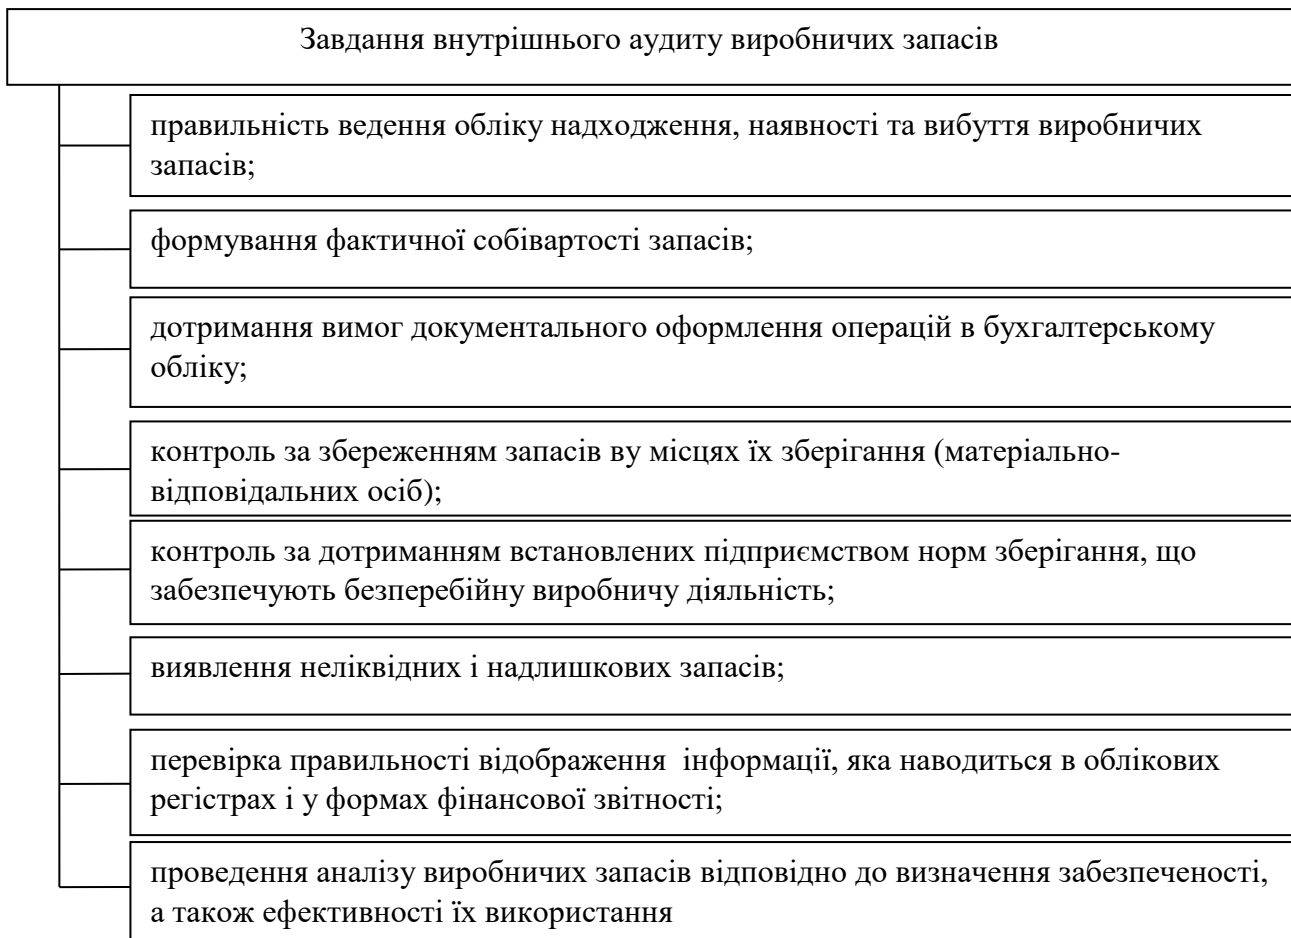 Завдання внутрішнього аудиту виробничих запасів
правильність ведення обліку надходження, наявності та вибуття виробничих
запасів;
формування фактичної собівартості запасів;
дотримання вимог документального оформлення операцій в бухгалтерському
обліку;
контроль за збереженням запасів ву місцях їх зберігання (матеріально-
відповідальних осіб);
контроль за дотриманням встановлених підприємством норм зберігання, що
забезпечують безперебійну виробничу діяльність;
виявлення неліквідних і надлишкових запасів;
перевірка правильності відображення  інформації, яка наводиться в облікових
регістрах і у формах фінансової звітності;
проведення аналізу виробничих запасів відповідно до визначення забезпеченості,
а також ефективності їх використання